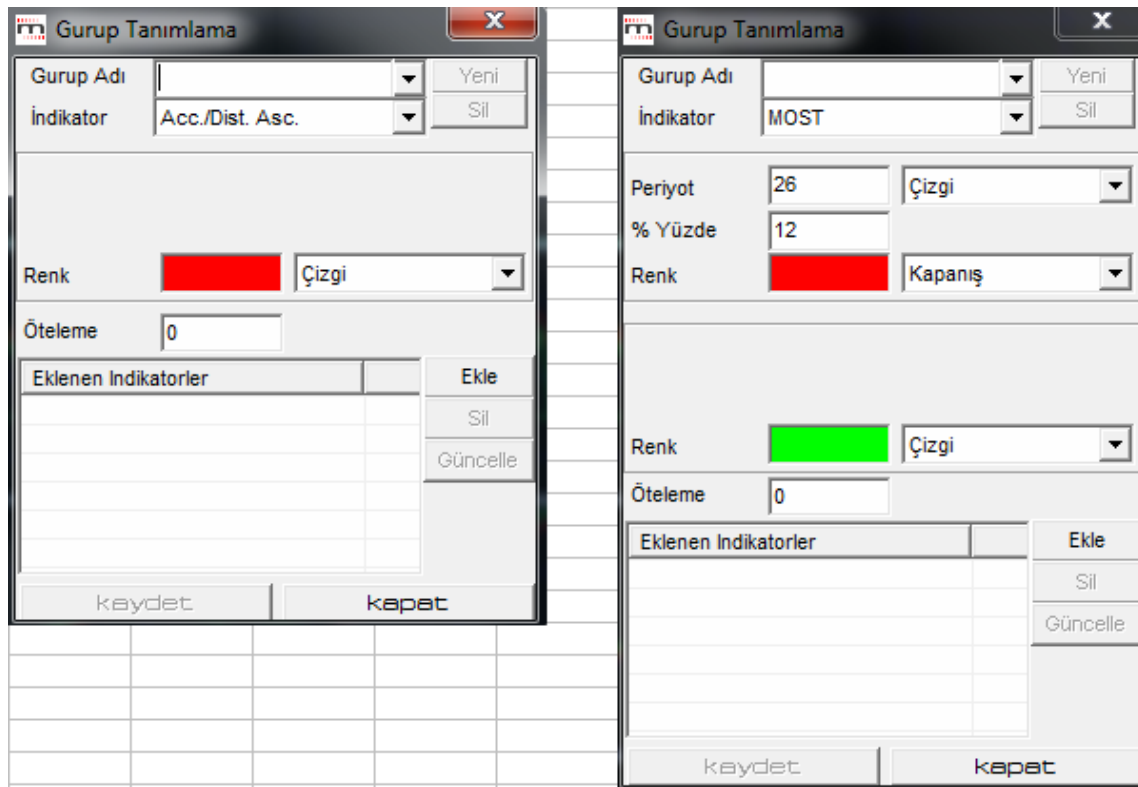 Gurup Tanımlama
Gurup Adı
Yeni
İndikator
Acc./Dist. Asc.
Sil
Renk
Çizgi
Öteleme
0
Eklenen Indikatorler
Ekle
Sil
Güncelle
kaydet
kapat
Gurup Tanımlama
Gurup Adı
Yeni
İndikator
MOST
Sil
Periyot
26
Çizgi
% Yüzde
12
Renk
Kapanış
Renk
Çizgi
Öteleme
0
Eklenen Indikatorler
Ekle
Sil
Güncelle
kaydet
kapat